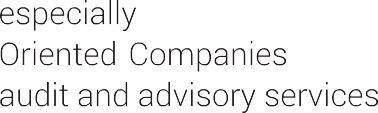 especially
Oriented Companies
audit and advisory services